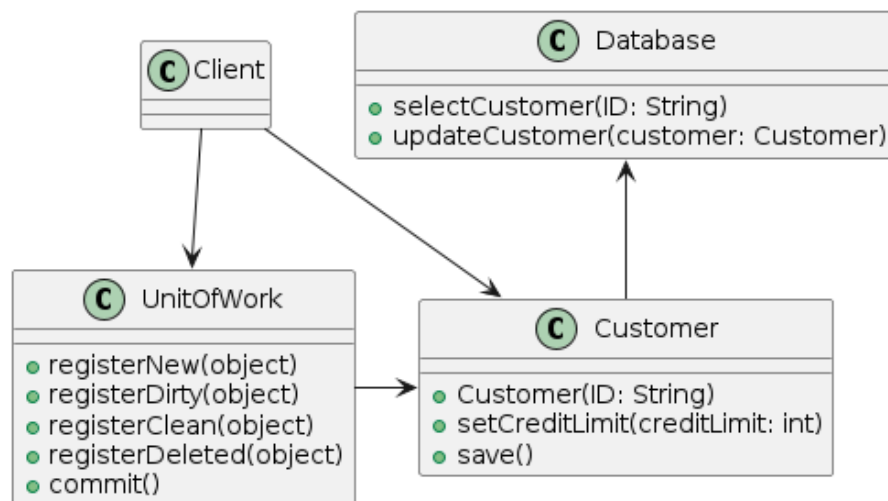 C Client
C Database
selectCustomer(ID: String)
updateCustomer(customer: Customer)
C UnitOfWork
registerNew(object)
registerDirty(object)
registerClean(object)
registerDeleted(object)
commit()
C Customer
Customer(ID: String)
setCreditLimit(creditLimit: int)
save()